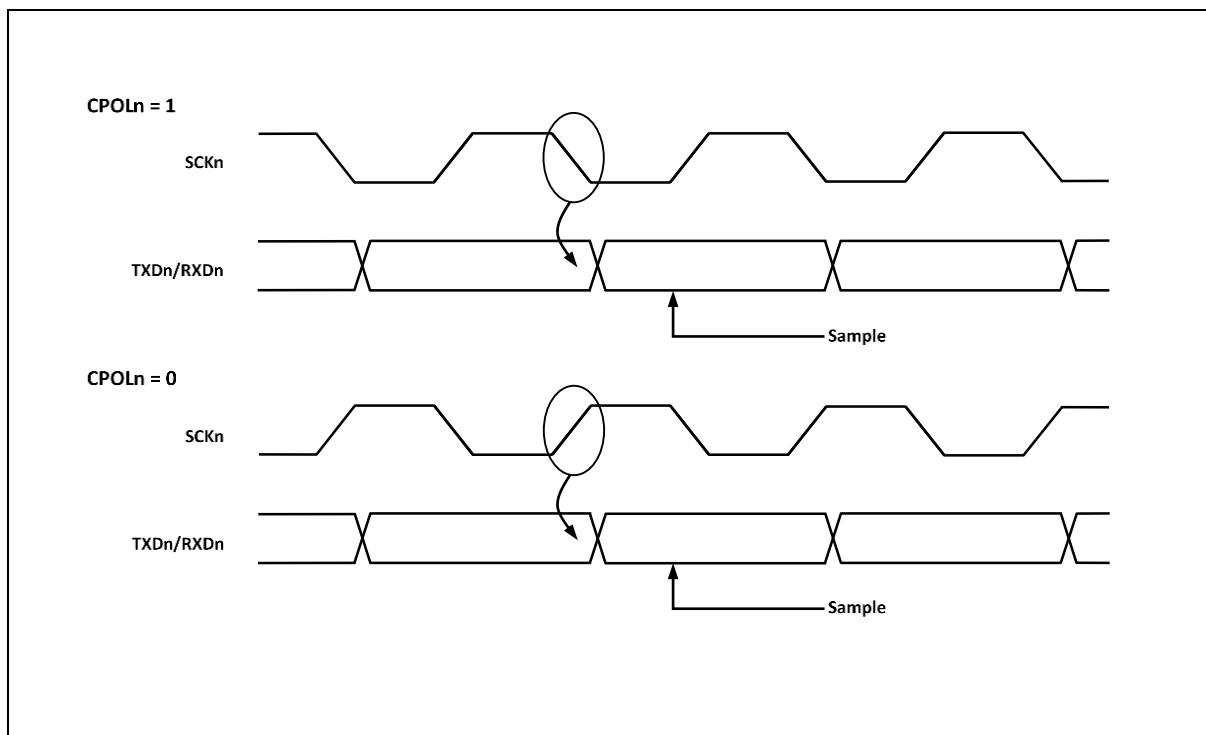 CPOLn = 1
SCKn
TXDn/RXDn
Sample
CPOLn = 0
SCKn
TXDn/RXDn
Sample